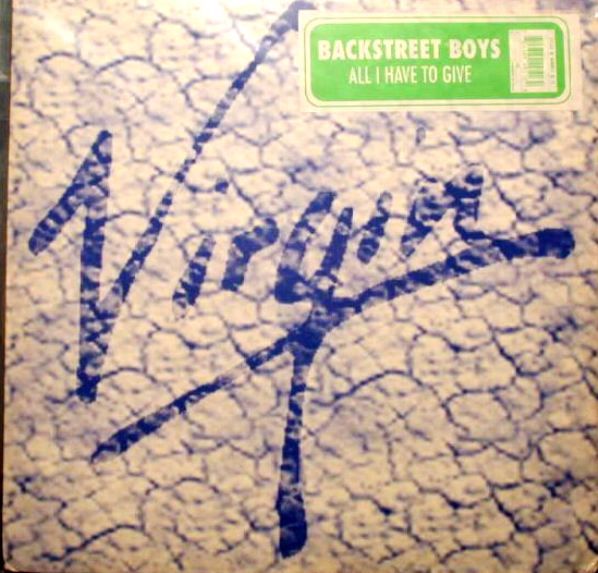 BACKSTREET BOYS
ALL I HAVE TO GIVE
Virgin